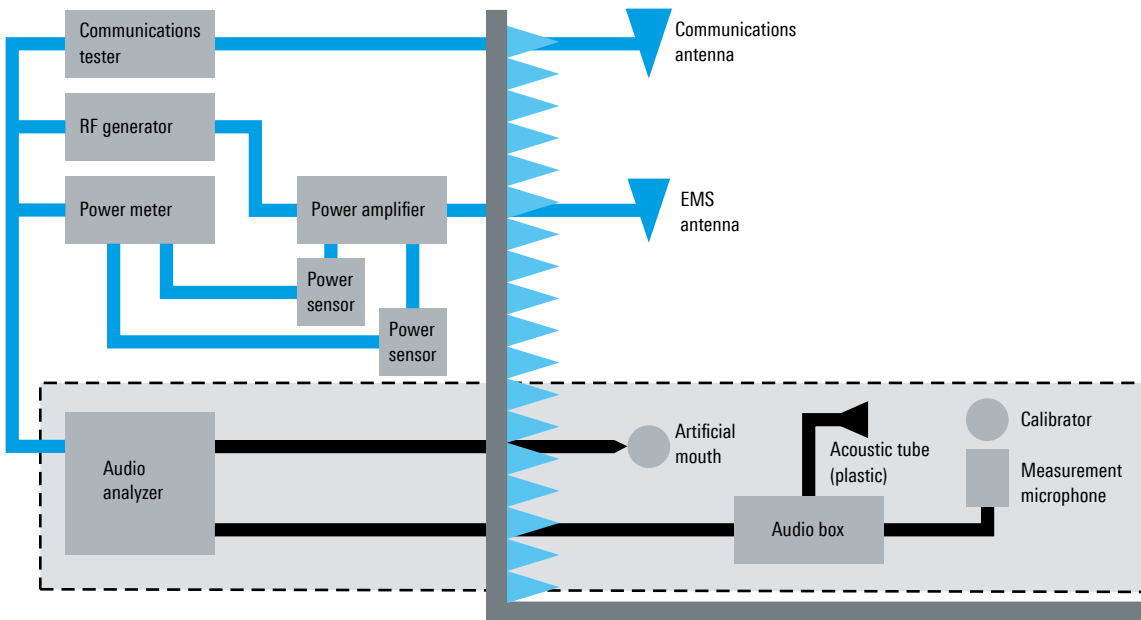 Communications
tester
Communications
antenna
RF generator
Power meter
Power amplifier
EMS
antenna
Power
sensor
Power
sensor
Audio
analyzer
Artificial
mouth
Acoustic tube
(plastic)
Calibrator
Measurement
microphone
Audio box